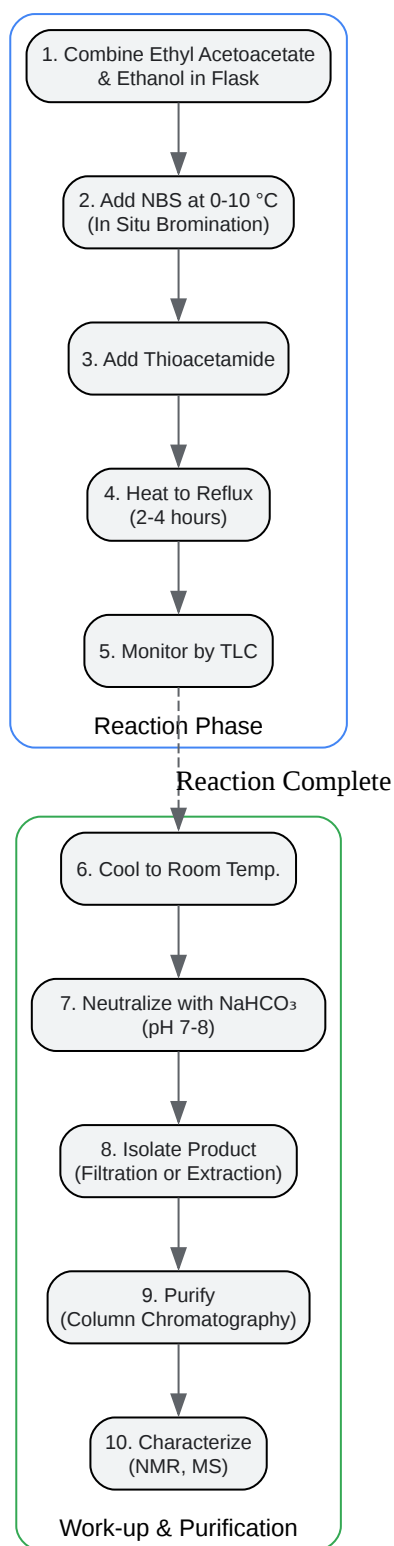 1. Combine Ethyl Acetoacetate
& Ethanol in Flask
2. Add NBS at 0-10 °C
(In Situ Bromination)
3. Add Thioacetamide
4. Heat to Reflux
(2-4 hours)
5. Monitor by TLC
Reaction Phase
Reaction Complete
6. Cool to Room Temp.
7. Neutralize with NaHCO₃
(pH 7-8)
8. Isolate Product
(Filtration or Extraction)
9. Purify
(Column Chromatography)
10. Characterize
(NMR, MS)
Work-up & Purification